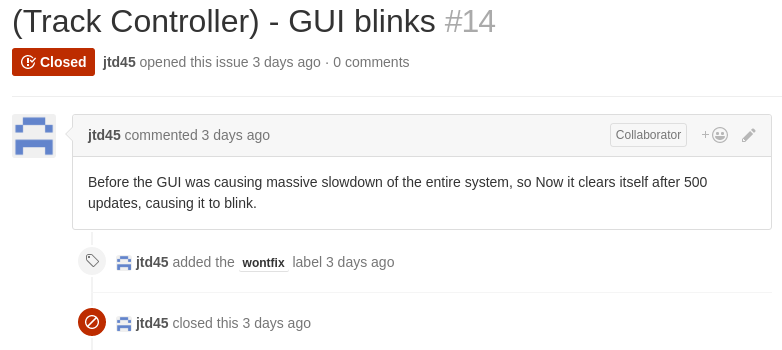 (Track Controller) - GUI blinks #14
Closed jtd45 opened this issue 3 days ago · 0 comments
jtd45 commented 3 days ago Collaborator +
Before the GUI was causing massive slowdown of the entire system, so Now it clears itself after 500
updates, causing it to blink.
jtd45 added the wontfix label 3 days ago
jtd45 closed this 3 days ago